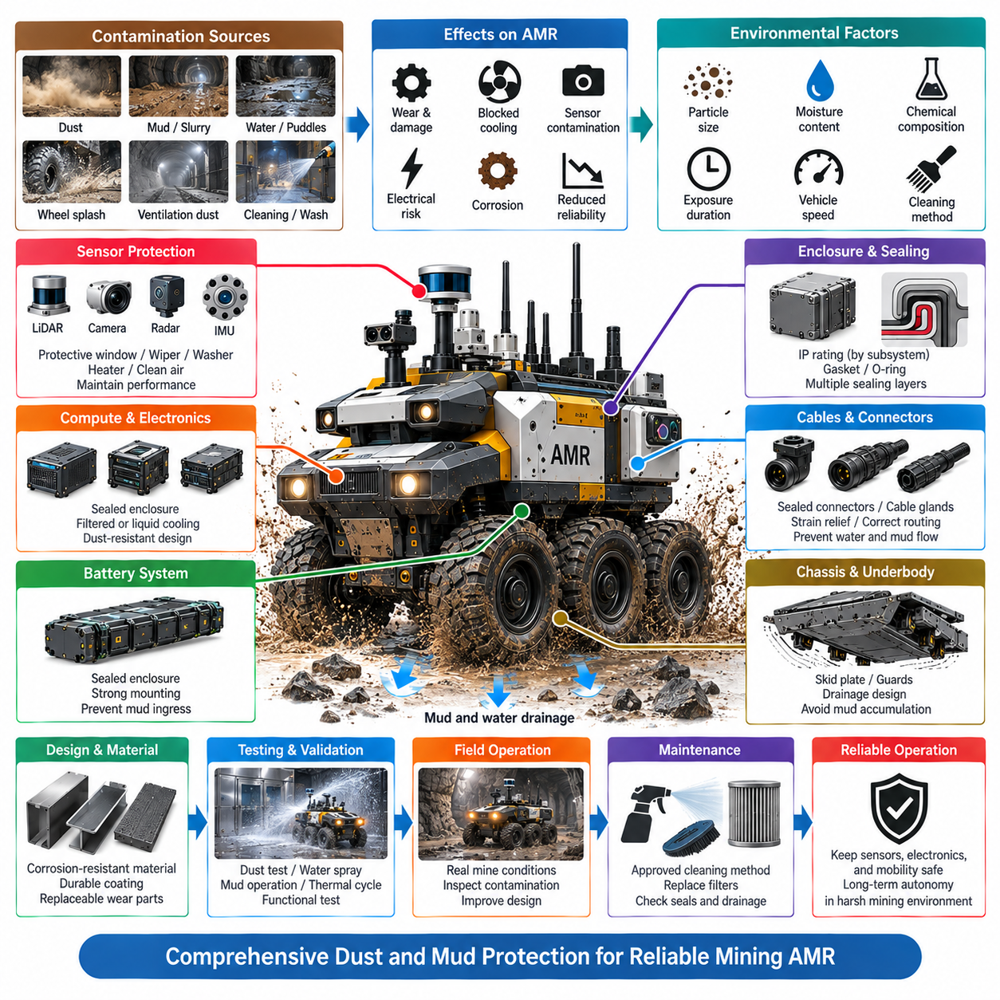 Contamination Sources
Dust
Mud / Slurry
Water / Puddles
Wheel splash
Ventilation dust
Cleaning / Wash
Effects on AMR
Wear &
damage
Blocked
cooling
Sensor
contamination
Electrical
risk
Corrosion
Reduced
reliability
Environmental Factors
Particle
size
Moisture
content
Chemical
composition
Exposure
duration
Vehicle
speed
Cleaning
method
Sensor Protection
LiDAR
Camera
Radar
IMU
Protective window / Wiper / Washer
Heater / Clean air
Maintain performance
Compute & Electronics
Sealed enclosure
Filtered or liquid cooling
Dust-resistant design
Battery System
Sealed enclosure
Strong mounting
Prevent mud ingress
AMR
Mud and water drainage
Enclosure & Sealing
IP rating (by subsystem)
Gasket / O-ring
Multiple sealing layers
Cables & Connectors
Sealed connectors / Cable glands
Strain relief / Correct routing
Prevent water and mud flow
Chassis & Underbody
Skid plate / Guards
Drainage design
Avoid mud accumulation
Design & Material
Corrosion-resistant material
Durable coating
Replaceable wear parts
Testing & Validation
Dust test / Water spray
Mud operation / Thermal cycle
Functional test
Field Operation
Real mine conditions
Inspect contamination
Improve design
Maintenance
Approved cleaning method
Replace filters
Check seals and drainage
Reliable Operation
Keep sensors, electronics,
and mobility safe
Long-term autonomy
in harsh mining environment
Comprehensive Dust and Mud Protection for Reliable Mining AMR